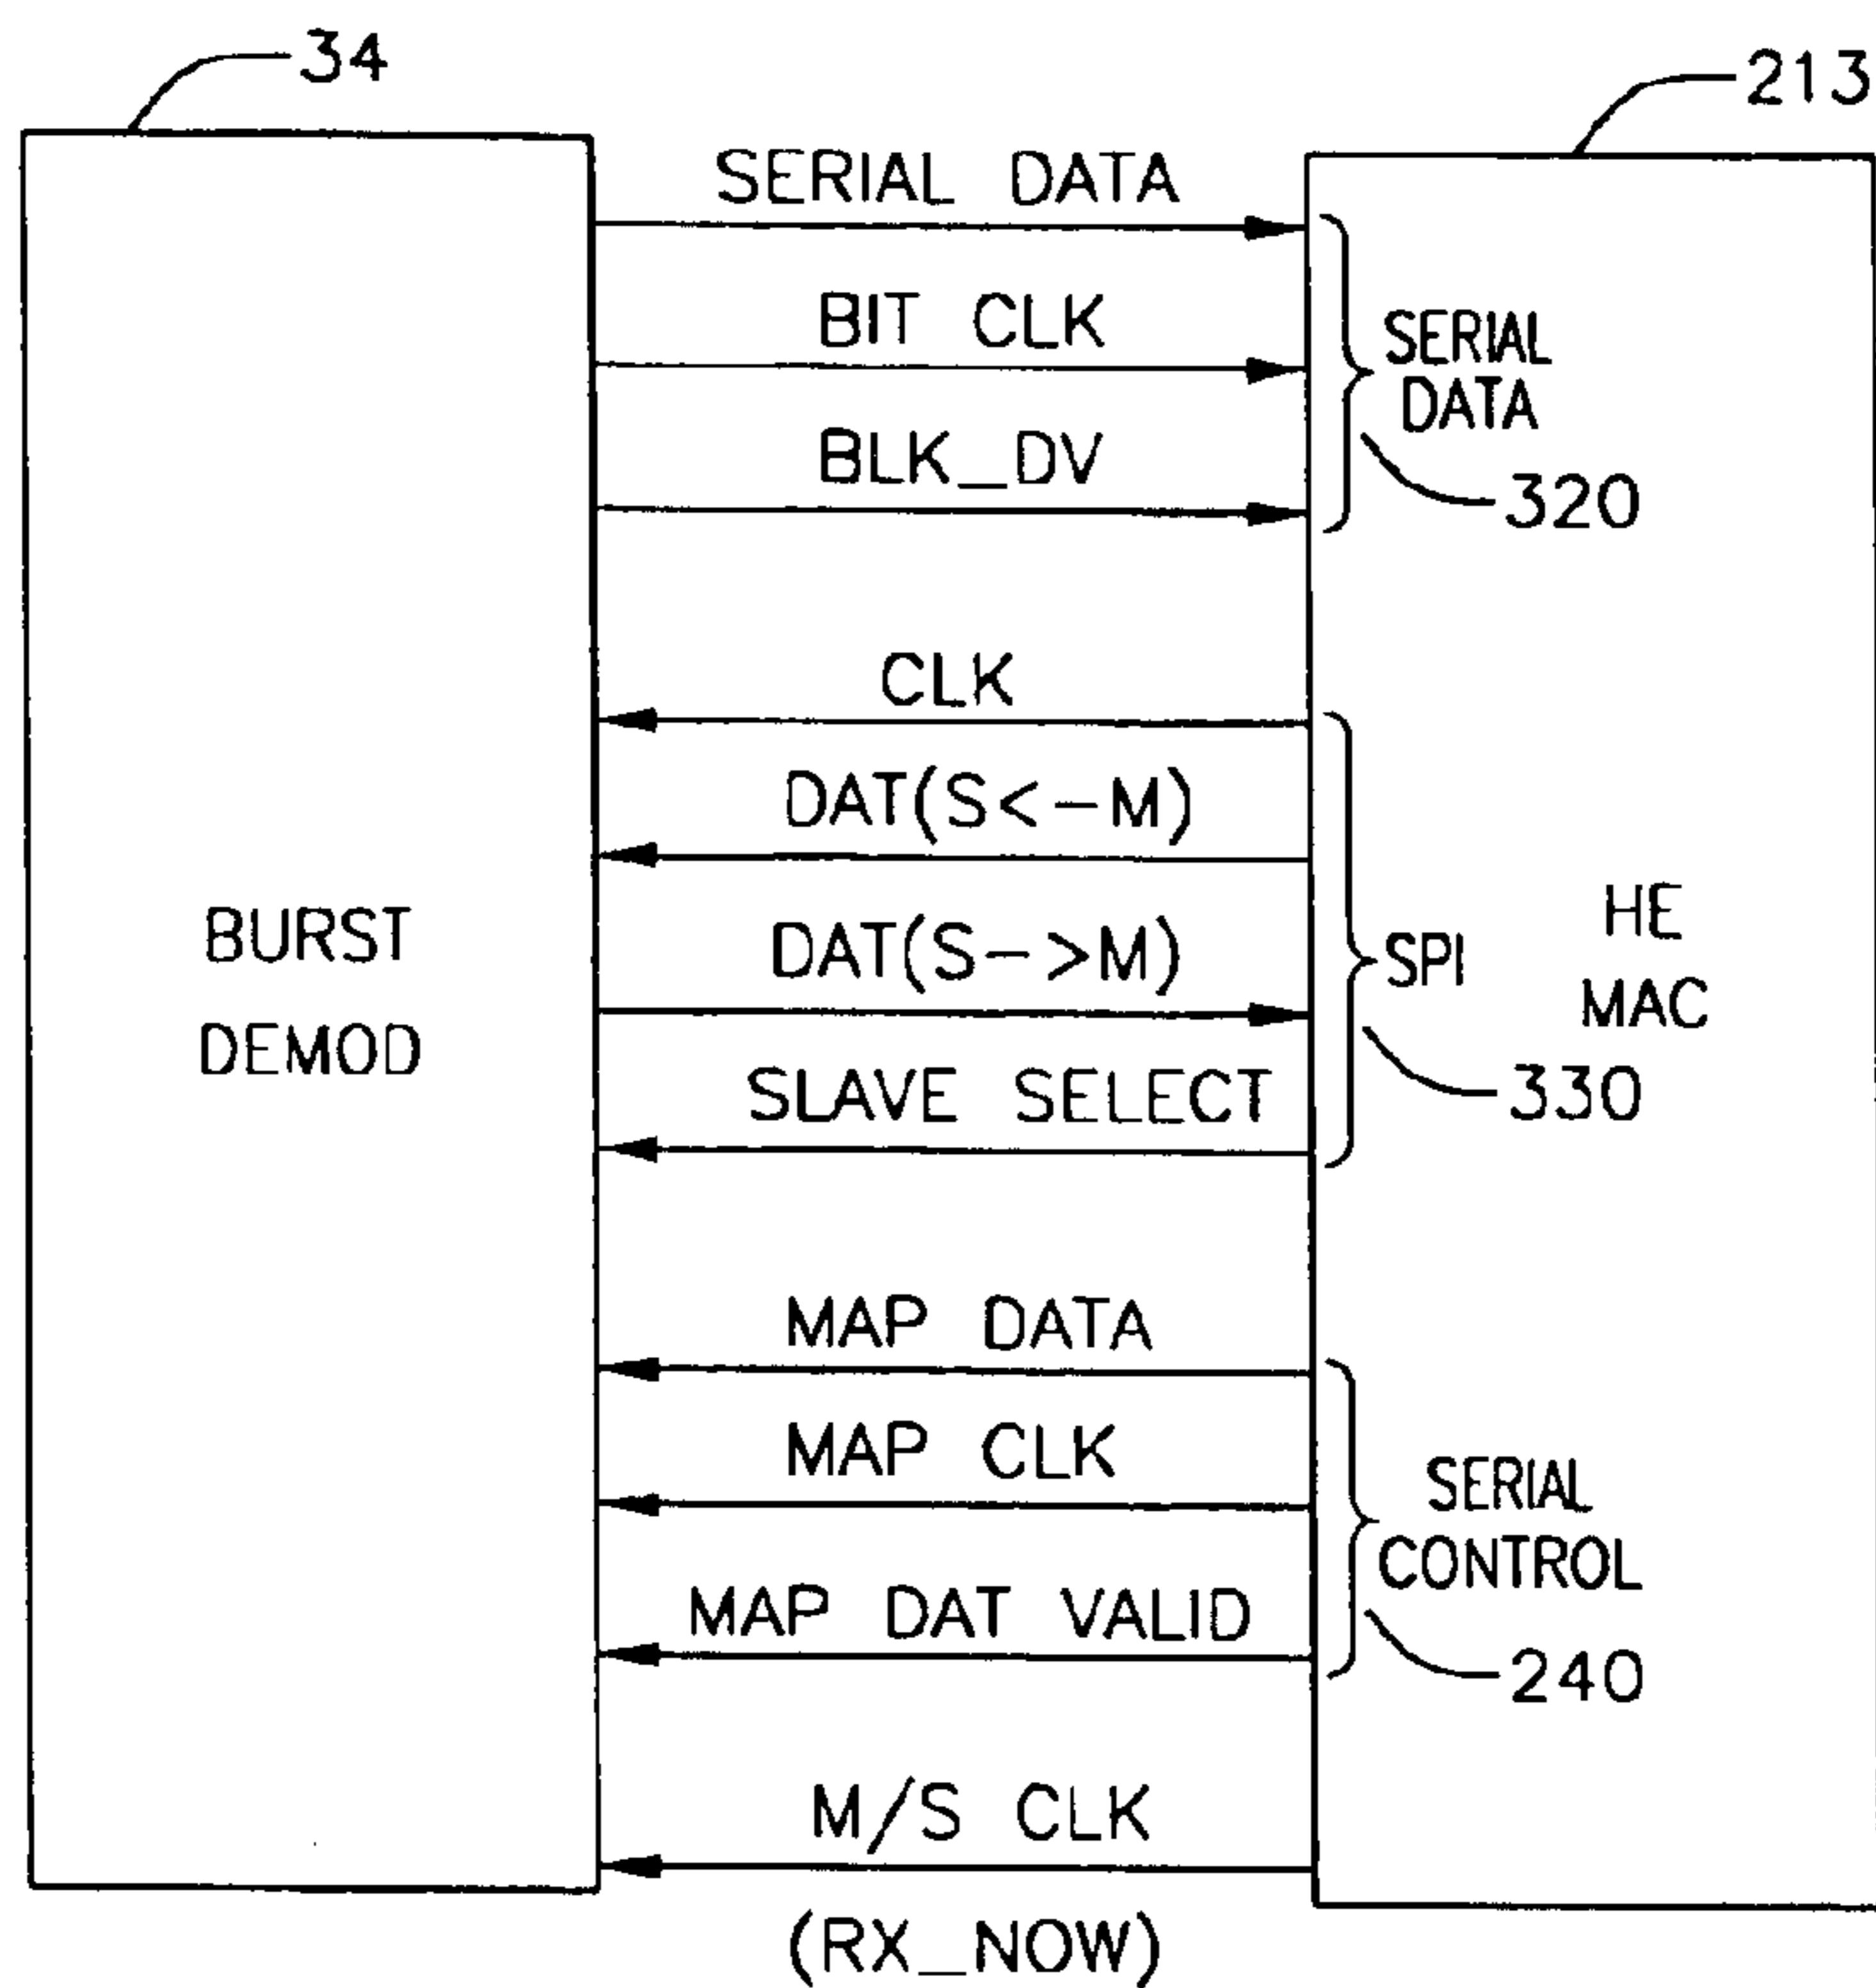 34
213
SERIAL DATA
BIT CLK
BLK_DV
SERIAL
DATA
320
CLK
DAT(S<-M)
DAT(S->M)
SLAVE SELECT
SPI
330
BURST
DEMOD
HE
MAC
MAP DATA
MAP CLK
MAP DAT VALID
SERIAL
CONTROL
240
M/S CLK
(RX_NOW)